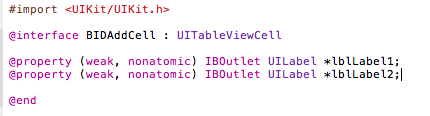 #import <UIKit/UIKit.h>
@interface BIDAddCell : UITableViewCell
@property (weak, nonatomic) IBOutlet UILabel *lblLabel1;
@property (weak, nonatomic) IBOutlet UILabel *lblLabel2;
@end